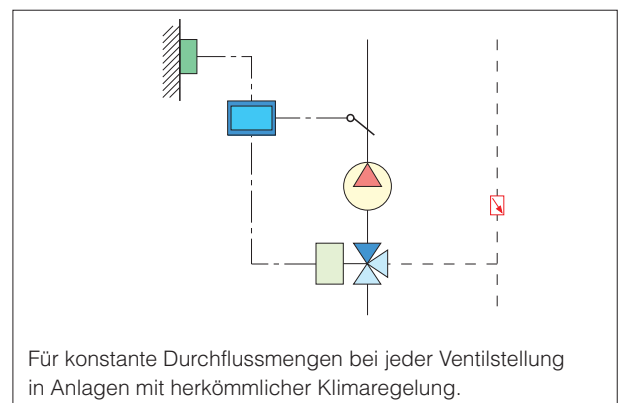 Für konstante Durchflussmengen bei jeder Ventilstellung
in Anlagen mit herkömmlicher Klimaregelung.